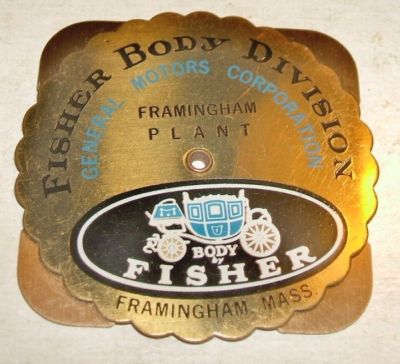 FISHER BODY DIVISION
GENERAL MOTORS CORPORATION
FRAMINGHAM
PLANT
BODY
by
FISHER
FRAMINGHAM, MASS.